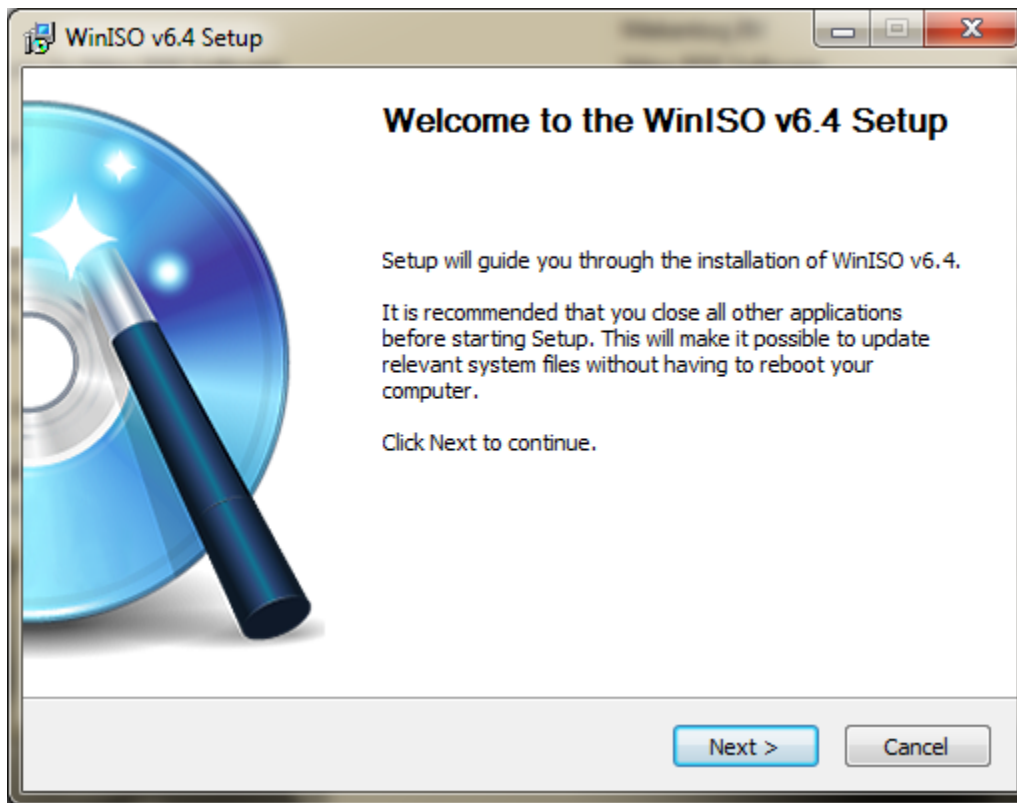 WinISO v6.4 Setup
Welcome to the WinISO v6.4 Setup
Setup will guide you through the installation of WinISO v6.4.
It is recommended that you close all other applications
before starting Setup. This will make it possible to update
relevant system files without having to reboot your
computer.
Click Next to continue.
Next >
Cancel